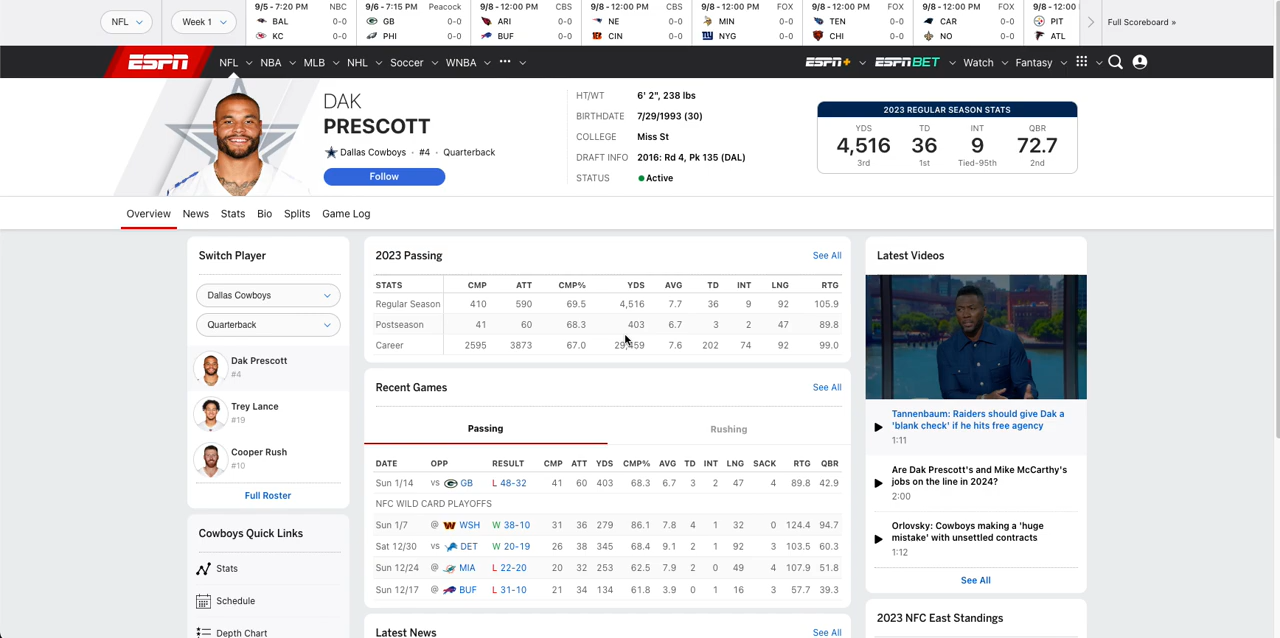 NFL
Week 1
9/5 - 7:20 PM NBC
BAL 0-0
KC 0-0
9/6 - 7:15 PM Peacock
GB 0-0
PHI 0-0
9/8 - 12:00 PM CBS
ARI 0-0
BUF 0-0
9/8 - 12:00 PM CBS
NE 0-0
CIN 0-0
9/8 - 12:00 PM FOX
MIN 0-0
NYG 0-0
9/8 - 12:00 PM FOX
TEN 0-0
CHI 0-0
9/8 - 12:00 PM FOX
CAR 0-0
NO 0-0
9/8 - 12:00
PIT
ATL
Full Scoreboard »
ESPN NFL NBA MLB NHL Soccer WNBA ••• ESPN+ ESPN BET Watch Fantasy
DAK
PRESCOTT
Dallas Cowboys · #4 · Quarterback
Follow
HT/WT 6' 2", 238 lbs
BIRTHDATE 7/29/1993 (30)
COLLEGE Miss St
DRAFT INFO 2016: Rd 4, Pk 135 (DAL)
STATUS Active
2023 REGULAR SEASON STATS
YDS TD INT QBR
4,516 36 9 72.7
3rd 1st Tied-95th 2nd
Overview News Stats Bio Splits Game Log
Switch Player
Dallas Cowboys
Quarterback
Dak Prescott
#4
Trey Lance
#19
Cooper Rush
#10
Full Roster
Cowboys Quick Links
Stats
Schedule
Depth Chart
2023 Passing See All
STATS CMP ATT CMP% YDS AVG TD INT LNG RTG
Regular Season 410 590 69.5 4,516 7.7 36 9 92 105.9
Postseason 41 60 68.3 403 6.7 3 2 47 89.8
Career 2595 3873 67.0 29,459 7.6 202 74 92 99.0
Recent Games See All
Passing Rushing
DATE OPP RESULT CMP ATT YDS CMP% AVG TD INT LNG SACK RTG QBR
Sun 1/14 vs GB L 48-32 41 60 403 68.3 6.7 3 2 47 4 89.8 42.9
NFC WILD CARD PLAYOFFS
Sun 1/7 @ WSH W 38-10 31 36 279 86.1 7.8 4 1 32 0 124.4 94.7
Sat 12/30 vs DET W 20-19 26 38 345 68.4 9.1 2 1 92 3 103.5 60.3
Sun 12/24 @ MIA L 22-20 20 32 253 62.5 7.9 2 0 49 4 107.9 51.8
Sun 12/17 @ BUF L 31-10 21 34 134 61.8 3.9 0 1 16 3 57.7 39.3
Latest News See All
Latest Videos
Tannenbaum: Raiders should give Dak a
'blank check' if he hits free agency
1:11
Are Dak Prescott's and Mike McCarthy's
jobs on the line in 2024?
2:00
Orlovsky: Cowboys making a 'huge
mistake' with unsettled contracts
1:12
See All
2023 NFC East Standings